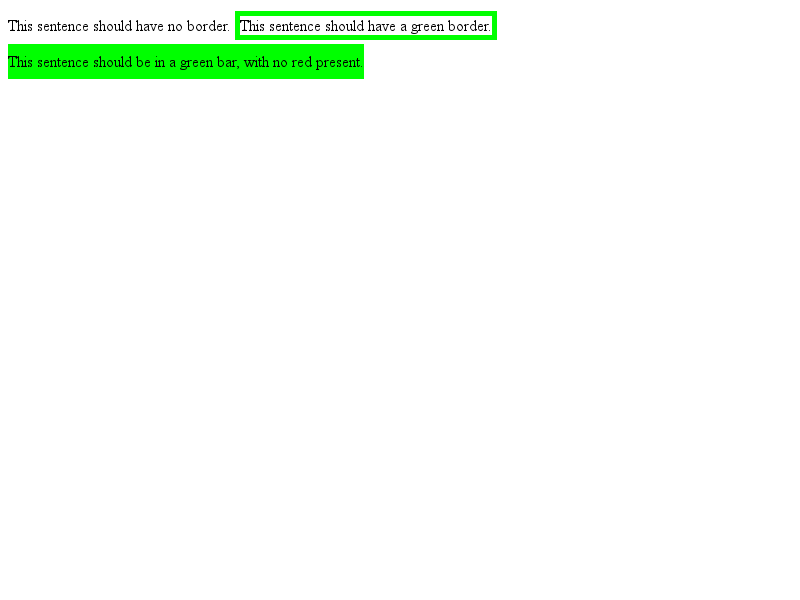 This sentence should have no border. This sentence should have a green border.
This sentence should be in a green bar, with no red present.